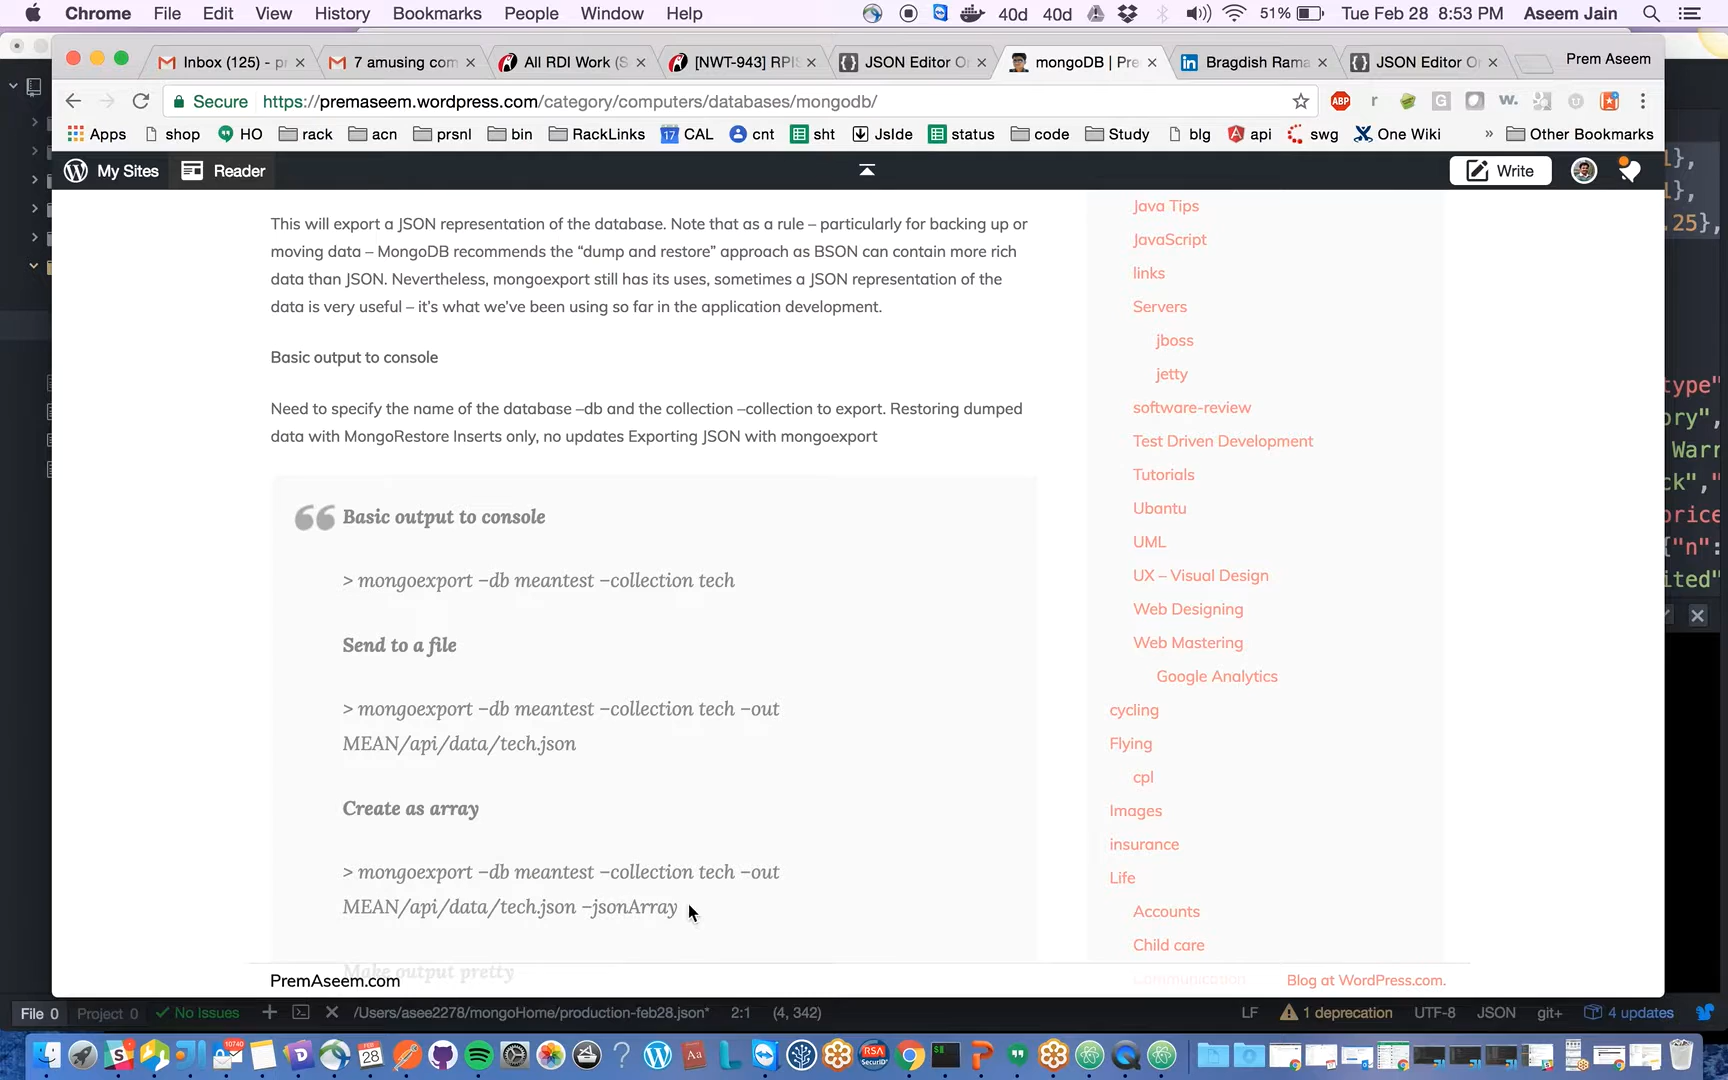 Chrome File Edit View History Bookmarks People Window Help 40d 40d 51% Tue Feb 28 8:53 PM Aseem Jain
Inbox (125) - p
7 amusing com
All RDI Work (S
[NWT-943] RPI
JSON Editor O
mongoDB | Pre
Bragdish Rama
JSON Editor O
Prem Aseem
Secure https://premaseem.wordpress.com/category/computers/databases/mongodb/
Apps shop HO rack acn prsnl bin RackLinks CAL cnt sht JsIde status code Study blg api swg One Wiki » Other Bookmarks
My Sites Reader Write
This will export a JSON representation of the database. Note that as a rule – particularly for backing up or
moving data – MongoDB recommends the “dump and restore” approach as BSON can contain more rich
data than JSON. Nevertheless, mongoexport still has its uses, sometimes a JSON representation of the
data is very useful – it’s what we’ve been using so far in the application development.
Basic output to console
Need to specify the name of the database –db and the collection –collection to export. Restoring dumped
data with MongoRestore Inserts only, no updates Exporting JSON with mongoexport
Basic output to console
> mongoexport –db meantest –collection tech
Send to a file
> mongoexport –db meantest –collection tech –out
MEAN/api/data/tech.json
Create as array
> mongoexport –db meantest –collection tech –out
MEAN/api/data/tech.json –jsonArray
Make output pretty
Java Tips
JavaScript
links
Servers
jboss
jetty
software-review
Test Driven Development
Tutorials
Ubuntu
UML
UX – Visual Design
Web Designing
Web Mastering
Google Analytics
cycling
Flying
cpl
Images
insurance
Life
Accounts
Child care
Communication
PremAseem.com
Blog at WordPress.com.
},
},
.25},
type"
ory",
Warr
ck","
price
{"n":
ited"
File 0 Project 0 No Issues /Users/asee2278/mongoHome/production-feb28.json* 2:1 (4, 342) LF 1 deprecation UTF-8 JSON git+ 4 updates
10740
28